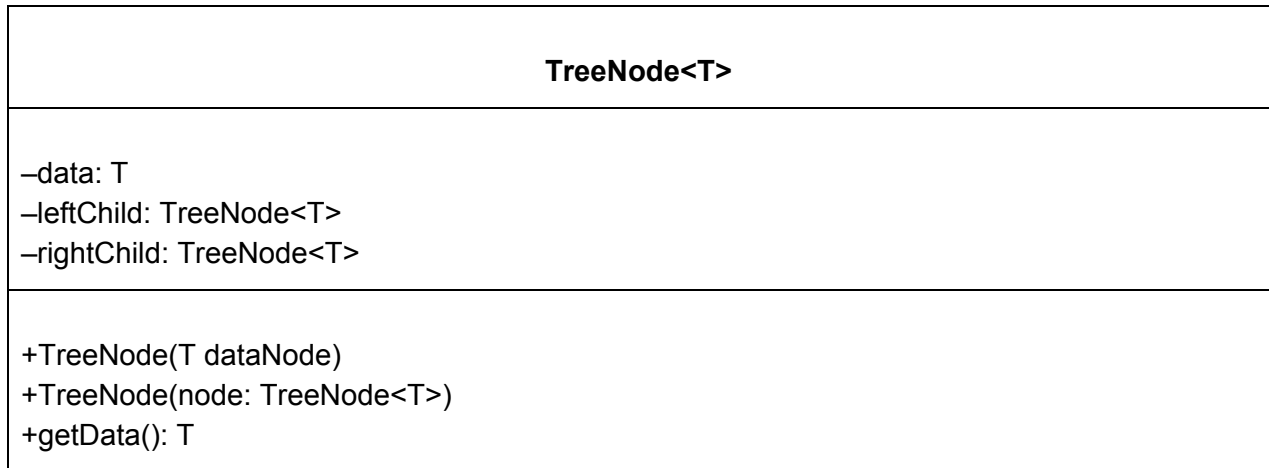 TreeNode<T>
–data: T
–leftChild: TreeNode<T>
–rightChild: TreeNode<T>
+TreeNode(T dataNode)
+TreeNode(node: TreeNode<T>)
+getData(): T